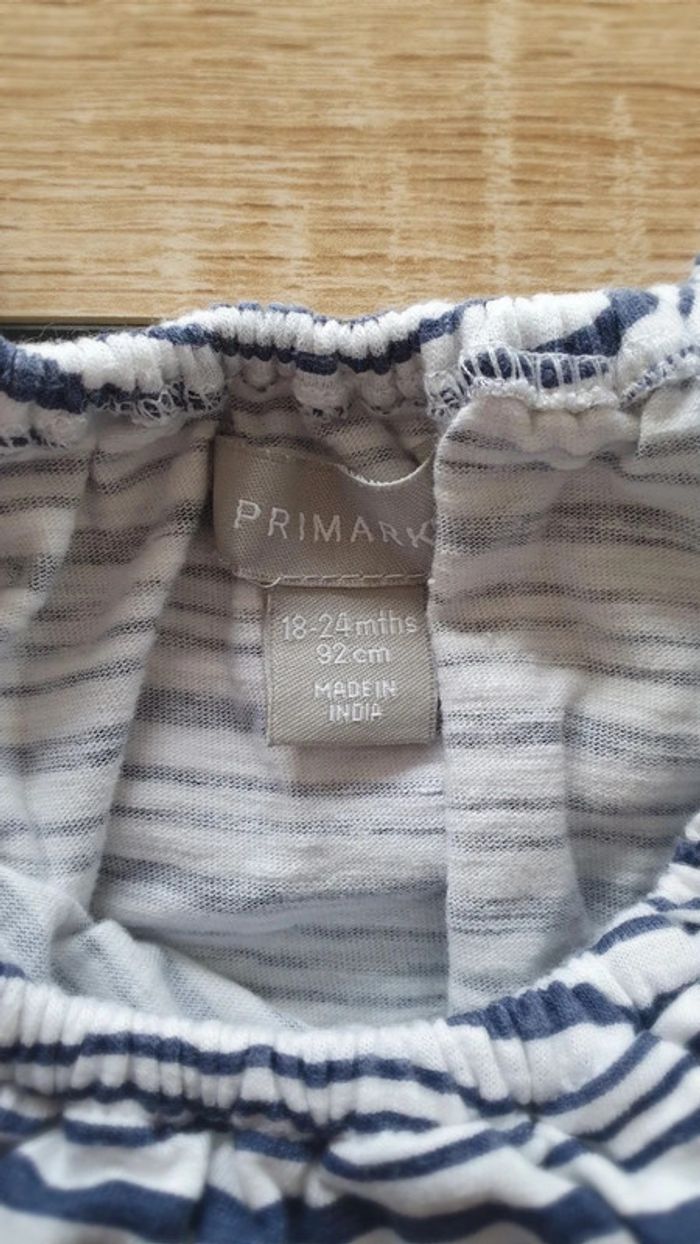 PRIMARK
18-24mths
92cm
MADE IN
INDIA